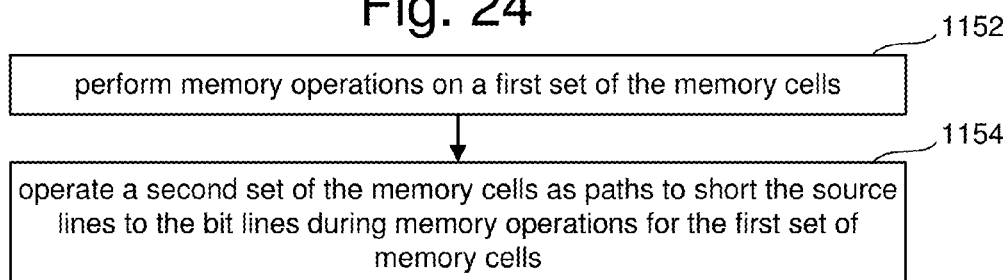 Fig. 24
1152
perform memory operations on a first set of the memory cells
1154
operate a second set of the memory cells as paths to short the source
lines to the bit lines during memory operations for the first set of
memory cells